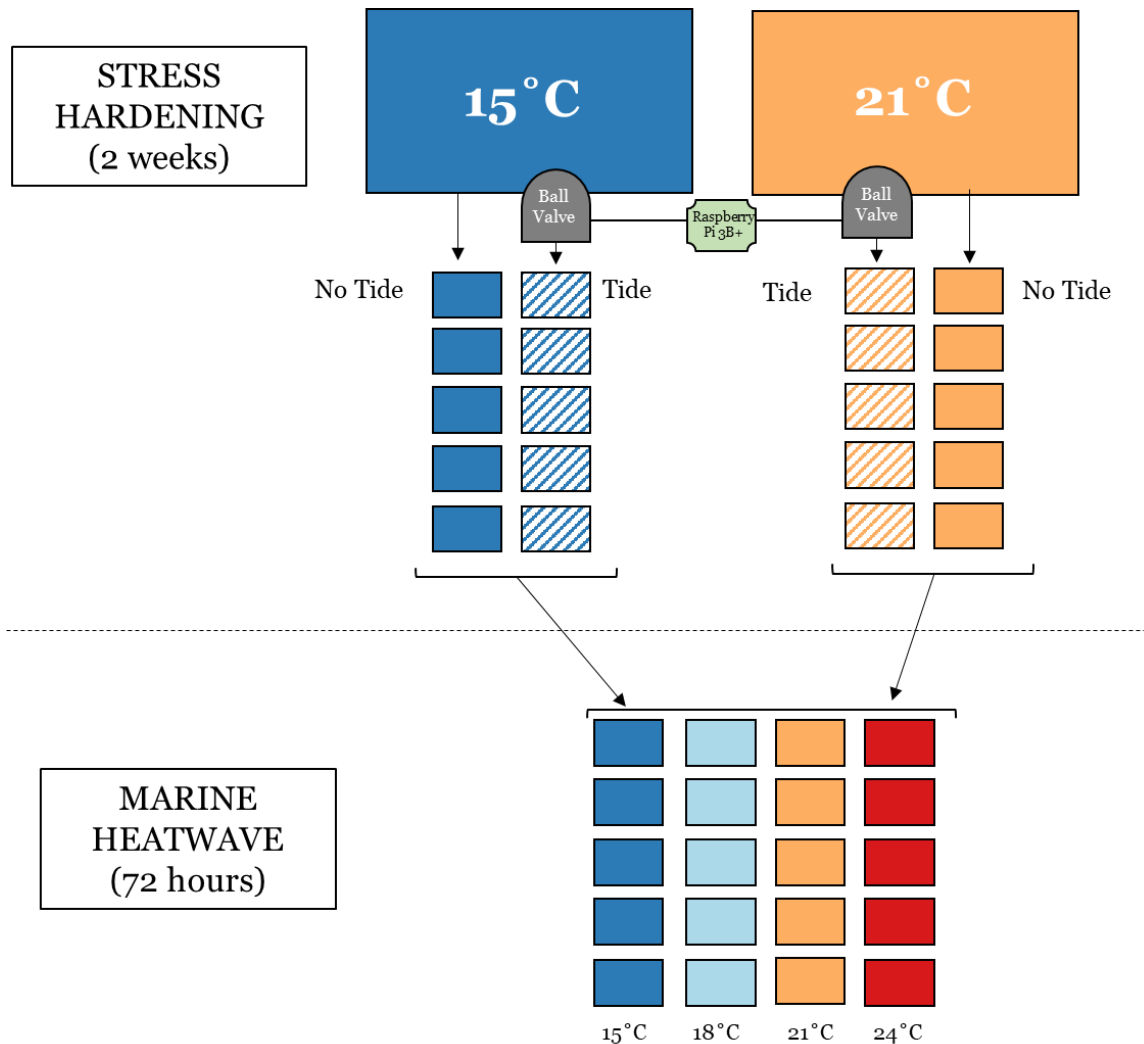 STRESS
HARDENING
(2 weeks)
15°C
21°C
Ball
Valve
Raspberry
Pi 3B+
Ball
Valve
No Tide
Tide
Tide
No Tide
MARINE
HEATWAVE
(72 hours)
15°C
18°C
21°C
24°C